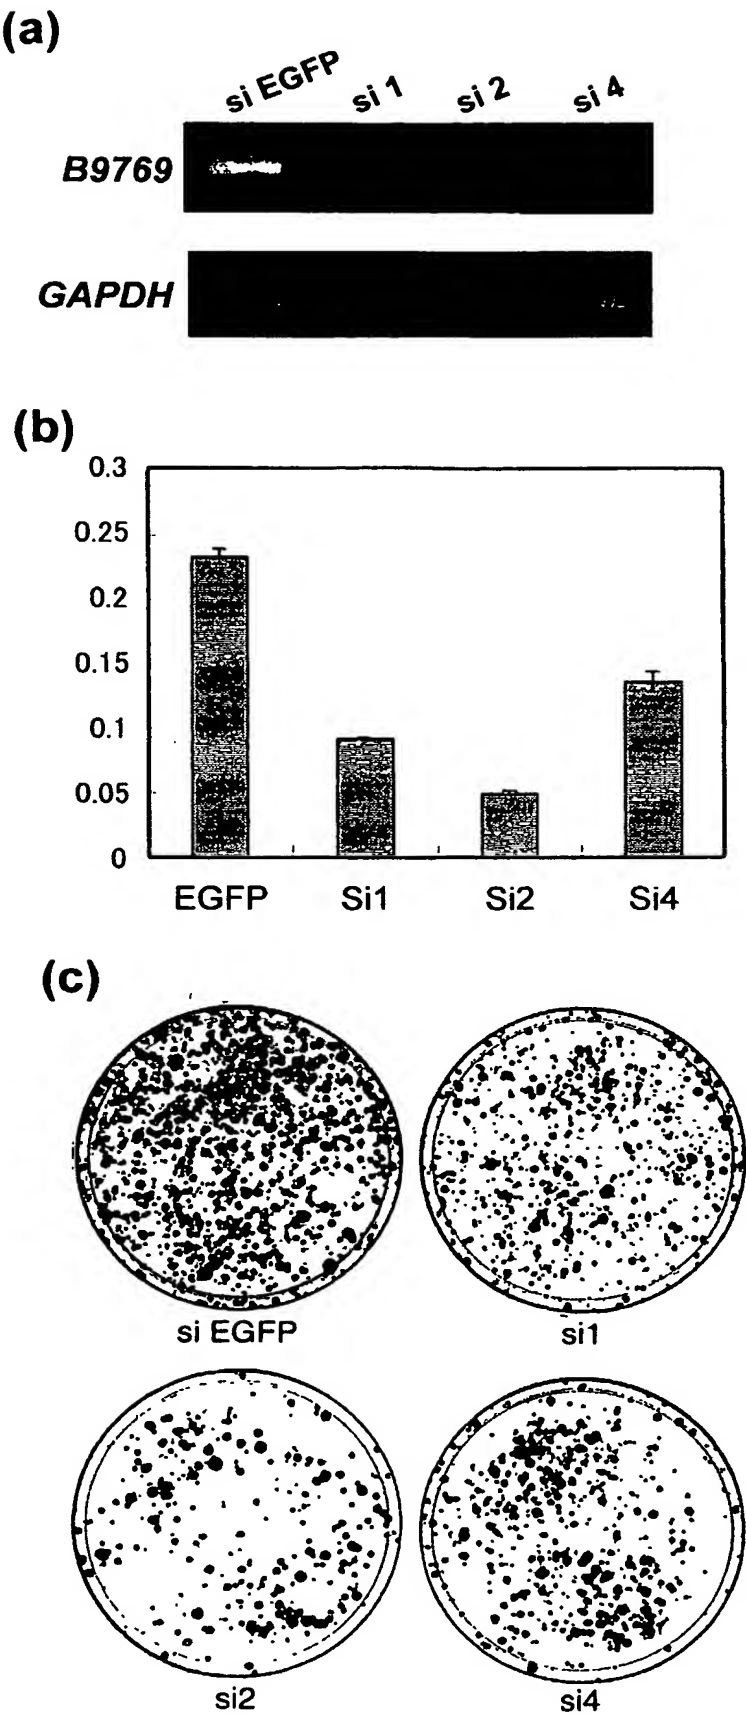 (a)
si EGFP si 1 si 2 si 4
B9769
GAPDH
(b)
0.3
0.25
0.2
0.15
0.1
0.05
0
EGFP Si1 Si2 Si4
(c)
si EGFP si1
si2 si4